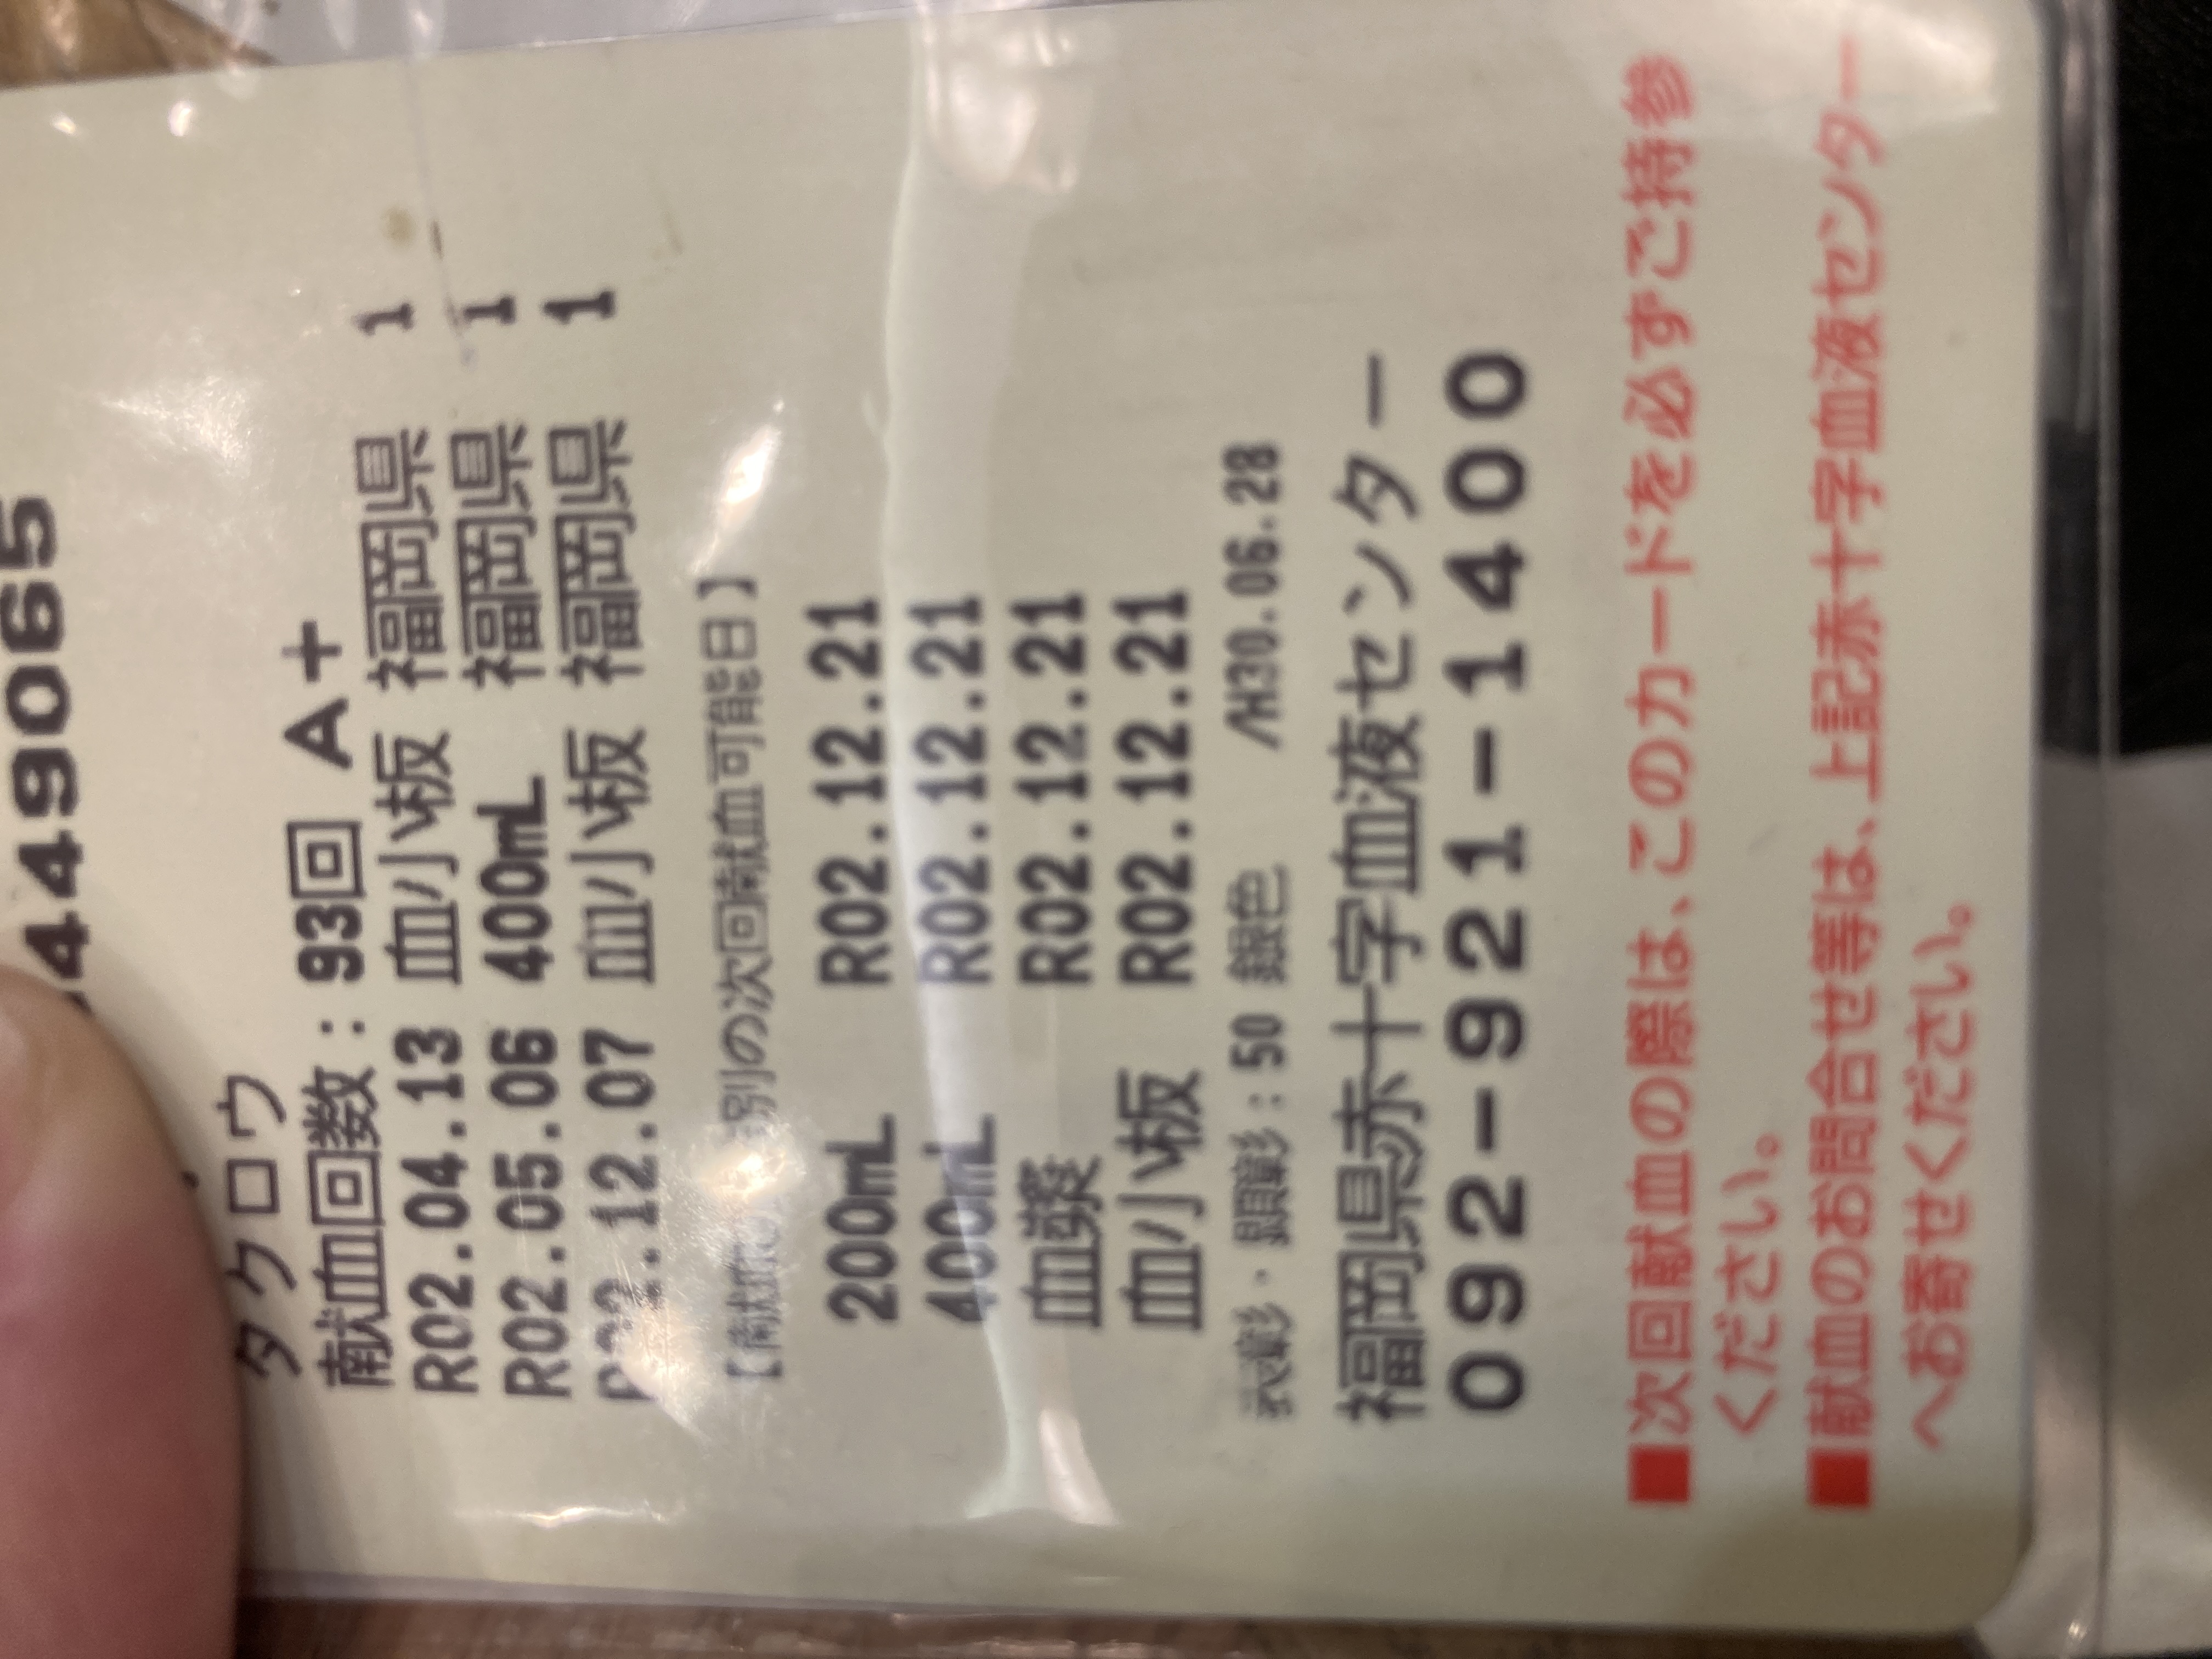 449065
タクロウ
献血回数：93回 A+
R02.04.13 血小板 福岡県 1
R02.05.06 400mL 福岡県 1
.12.07 血小板 福岡県 1
別の次回献血可能日】
200mL R02.12.21
400mL R02.12.21
血漿 R02.12.21
血小板 R02.12.21
表彰・顕彰：50 銀色 /H30.06.28
福岡県赤十字血液センター
092-921-1400
■次回献血の際は、このカードを必ずご持参
ください。
■献血のお問合せ等は、上記赤十字血液センター
へお寄せください。